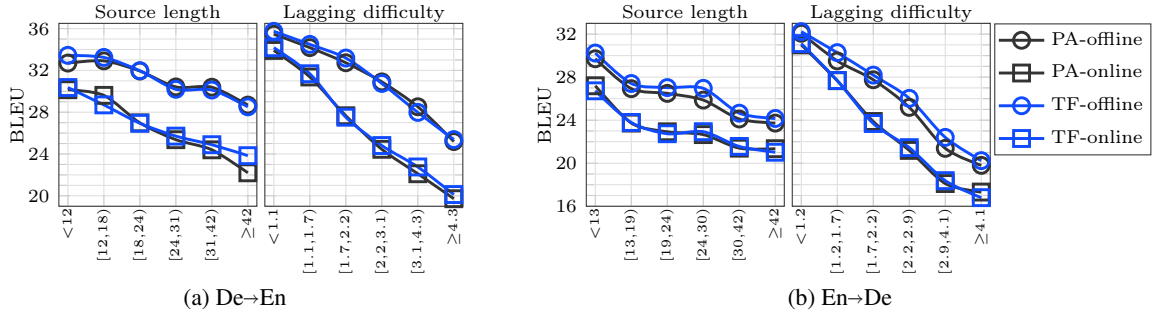 Source length
Lagging difficulty
BLEU
36
32
28
24
20
<12
[12,18)
[18,24)
[24,31)
[31,42)
≥42
<1.1
[1.1,1.7)
[1.7,2.2)
[2.2,3.1)
[3.1,4.3)
≥4.3
(a) De→En
Source length
Lagging difficulty
BLEU
32
28
24
20
16
<13
[13,19)
[19,24)
[24,30)
[30,42)
≥42
<1.2
[1.2,1.7)
[1.7,2.2)
[2.2,2.9)
[2.9,4.1)
≥4.1
(b) En→De
PA-offline
PA-online
TF-offline
TF-online